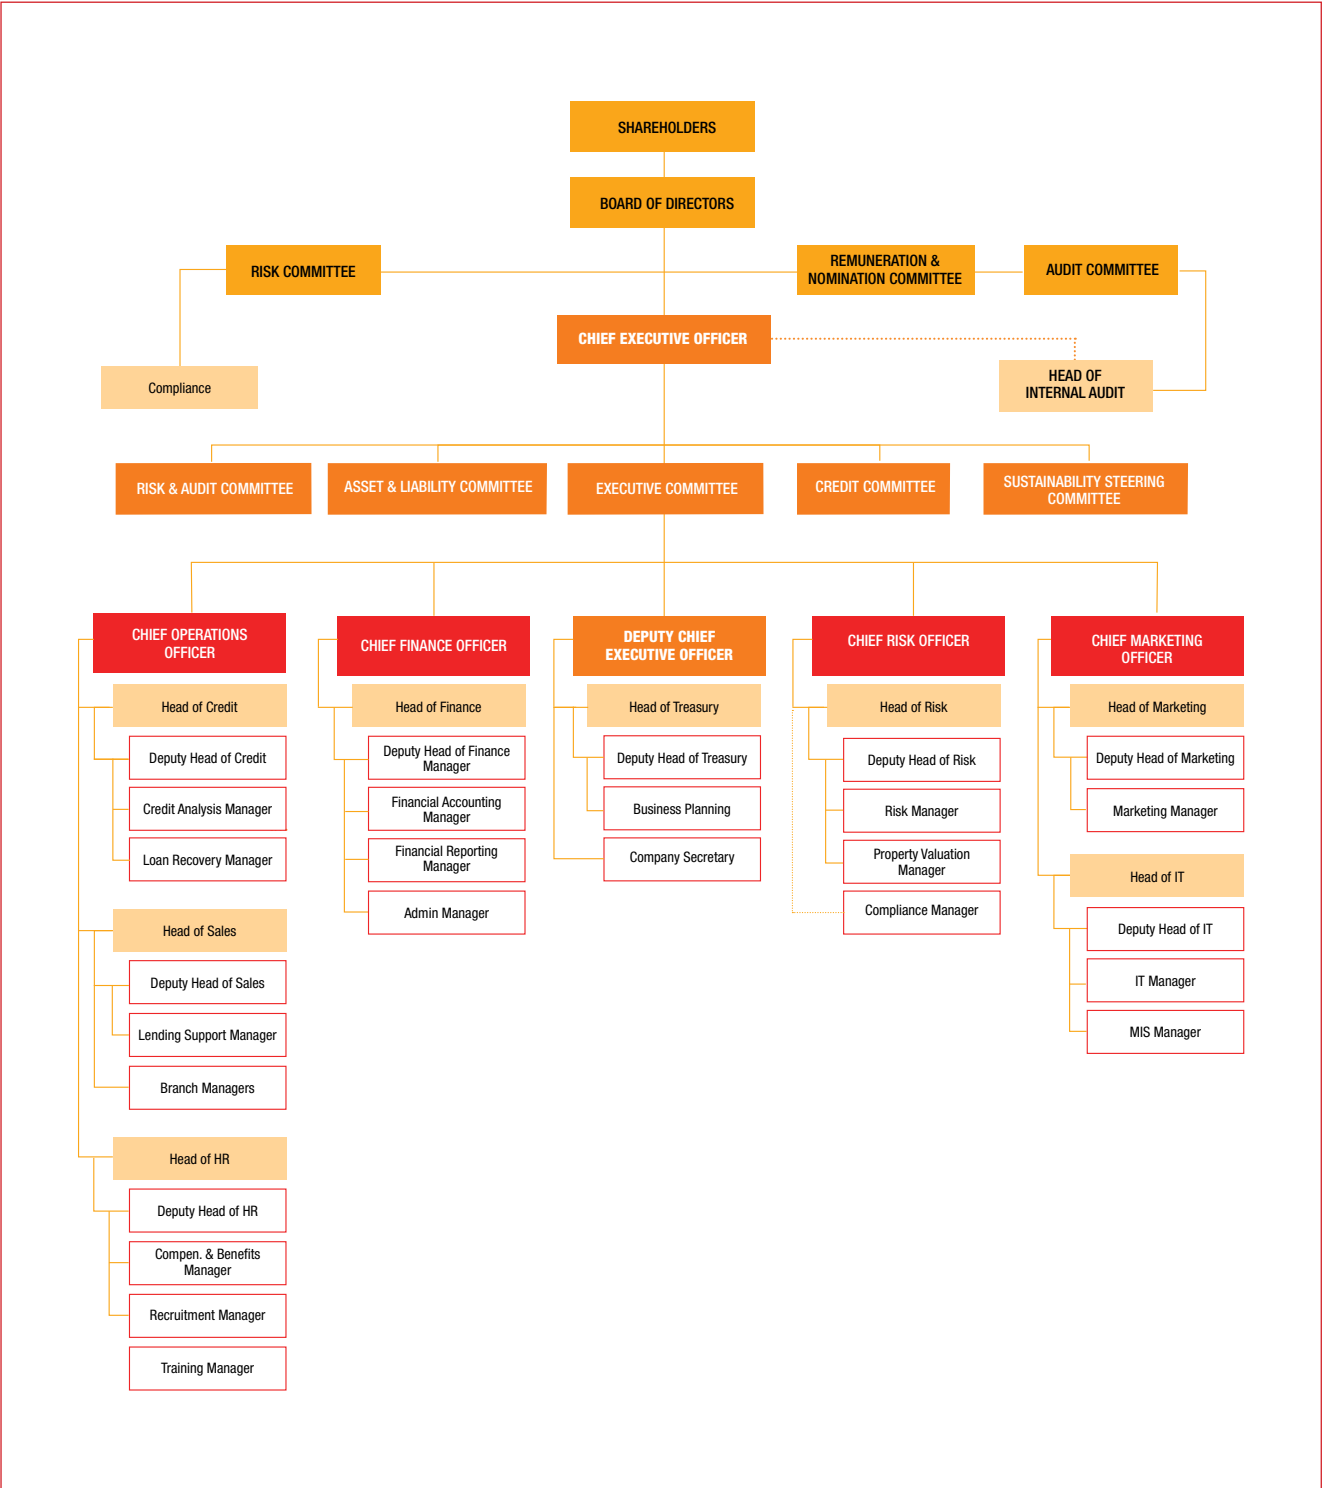 SHAREHOLDERS
BOARD OF DIRECTORS
RISK COMMITTEE
REMUNERATION &
NOMINATION COMMITTEE
AUDIT COMMITTEE
CHIEF EXECUTIVE OFFICER
Compliance
HEAD OF
INTERNAL AUDIT
RISK & AUDIT COMMITTEE
ASSET & LIABILITY COMMITTEE
EXECUTIVE COMMITTEE
CREDIT COMMITTEE
SUSTAINABILITY STEERING
COMMITTEE
CHIEF OPERATIONS
OFFICER
Head of Credit
Deputy Head of Credit
Credit Analysis Manager
Loan Recovery Manager
Head of Sales
Deputy Head of Sales
Lending Support Manager
Branch Managers
Head of HR
Deputy Head of HR
Compen. & Benefits
Manager
Recruitment Manager
Training Manager
CHIEF FINANCE OFFICER
Head of Finance
Deputy Head of Finance
Manager
Financial Accounting
Manager
Financial Reporting
Manager
Admin Manager
DEPUTY CHIEF
EXECUTIVE OFFICER
Head of Treasury
Deputy Head of Treasury
Business Planning
Company Secretary
CHIEF RISK OFFICER
Head of Risk
Deputy Head of Risk
Risk Manager
Property Valuation
Manager
Compliance Manager
CHIEF MARKETING
OFFICER
Head of Marketing
Deputy Head of Marketing
Marketing Manager
Head of IT
Deputy Head of IT
IT Manager
MIS Manager